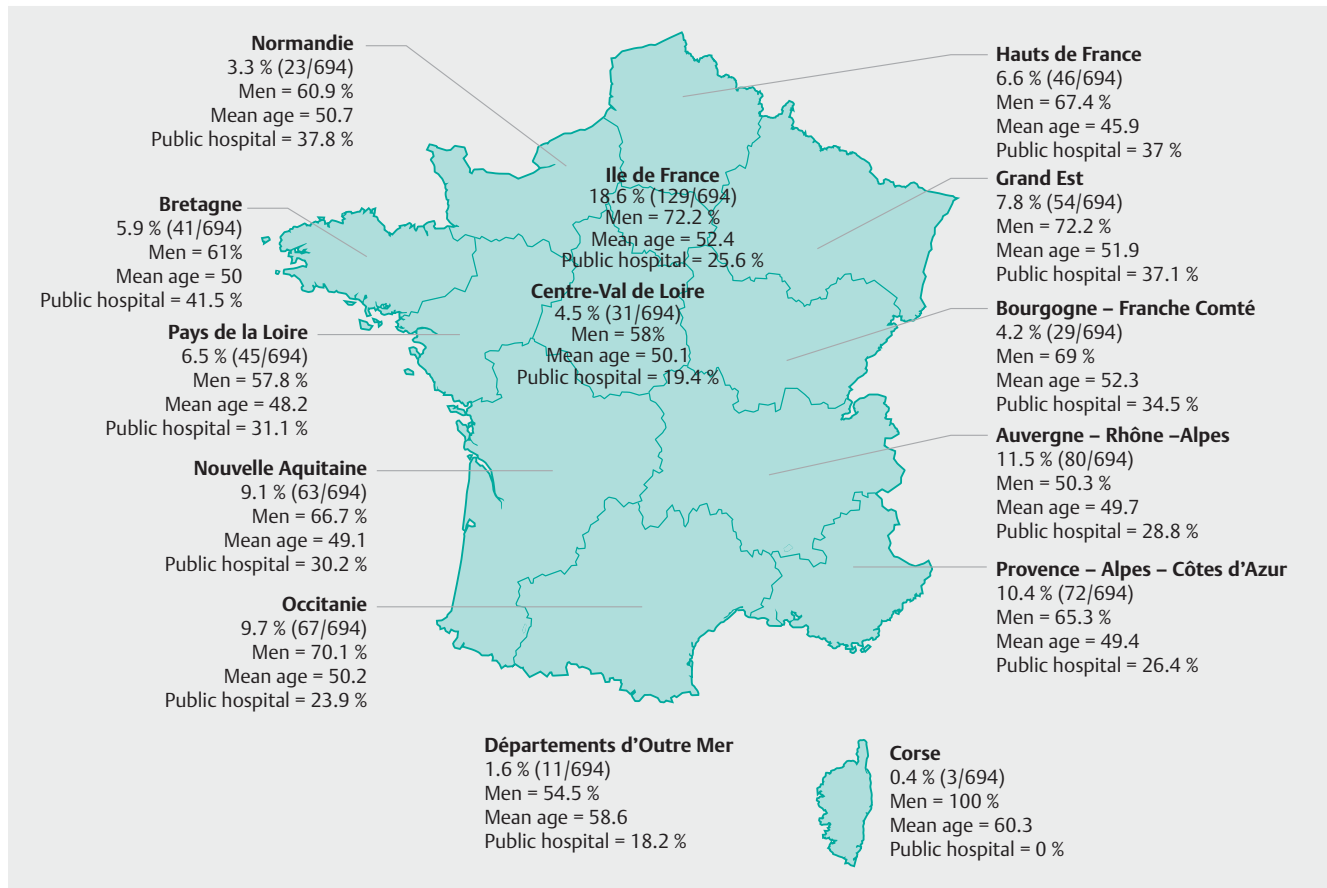 Normandie
3.3 % (23/694)
Men = 60.9 %
Mean age = 50.7
Public hospital = 37.8 %
Bretagne
5.9 % (41/694)
Men = 61%
Mean age = 50
Public hospital = 41.5 %
Pays de la Loire
6.5 % (45/694)
Men = 57.8 %
Mean age = 48.2
Public hospital = 31.1 %
Nouvelle Aquitaine
9.1 % (63/694)
Men = 66.7 %
Mean age = 49.1
Public hospital = 30.2 %
Occitanie
9.7 % (67/694)
Men = 70.1 %
Mean age = 50.2
Public hospital = 23.9 %
Ile de France
18.6 % (129/694)
Men = 72.2 %
Mean age = 52.4
Public hospital = 25.6 %
Centre-Val de Loire
4.5 % (31/694)
Men = 58%
Mean age = 50.1
Public hospital = 19.4 %
Hauts de France
6.6 % (46/694)
Men = 67.4 %
Mean age = 45.9
Public hospital = 37 %
Grand Est
7.8 % (54/694)
Men = 72.2 %
Mean age = 51.9
Public hospital = 37.1 %
Bourgogne – Franche Comté
4.2 % (29/694)
Men = 69 %
Mean age = 52.3
Public hospital = 34.5 %
Auvergne – Rhône –Alpes
11.5 % (80/694)
Men = 50.3 %
Mean age = 49.7
Public hospital = 28.8 %
Provence – Alpes – Côtes d’Azur
10.4 % (72/694)
Men = 65.3 %
Mean age = 49.4
Public hospital = 26.4 %
Départements d’Outre Mer
1.6 % (11/694)
Men = 54.5 %
Mean age = 58.6
Public hospital = 18.2 %
Corse
0.4 % (3/694)
Men = 100 %
Mean age = 60.3
Public hospital = 0 %